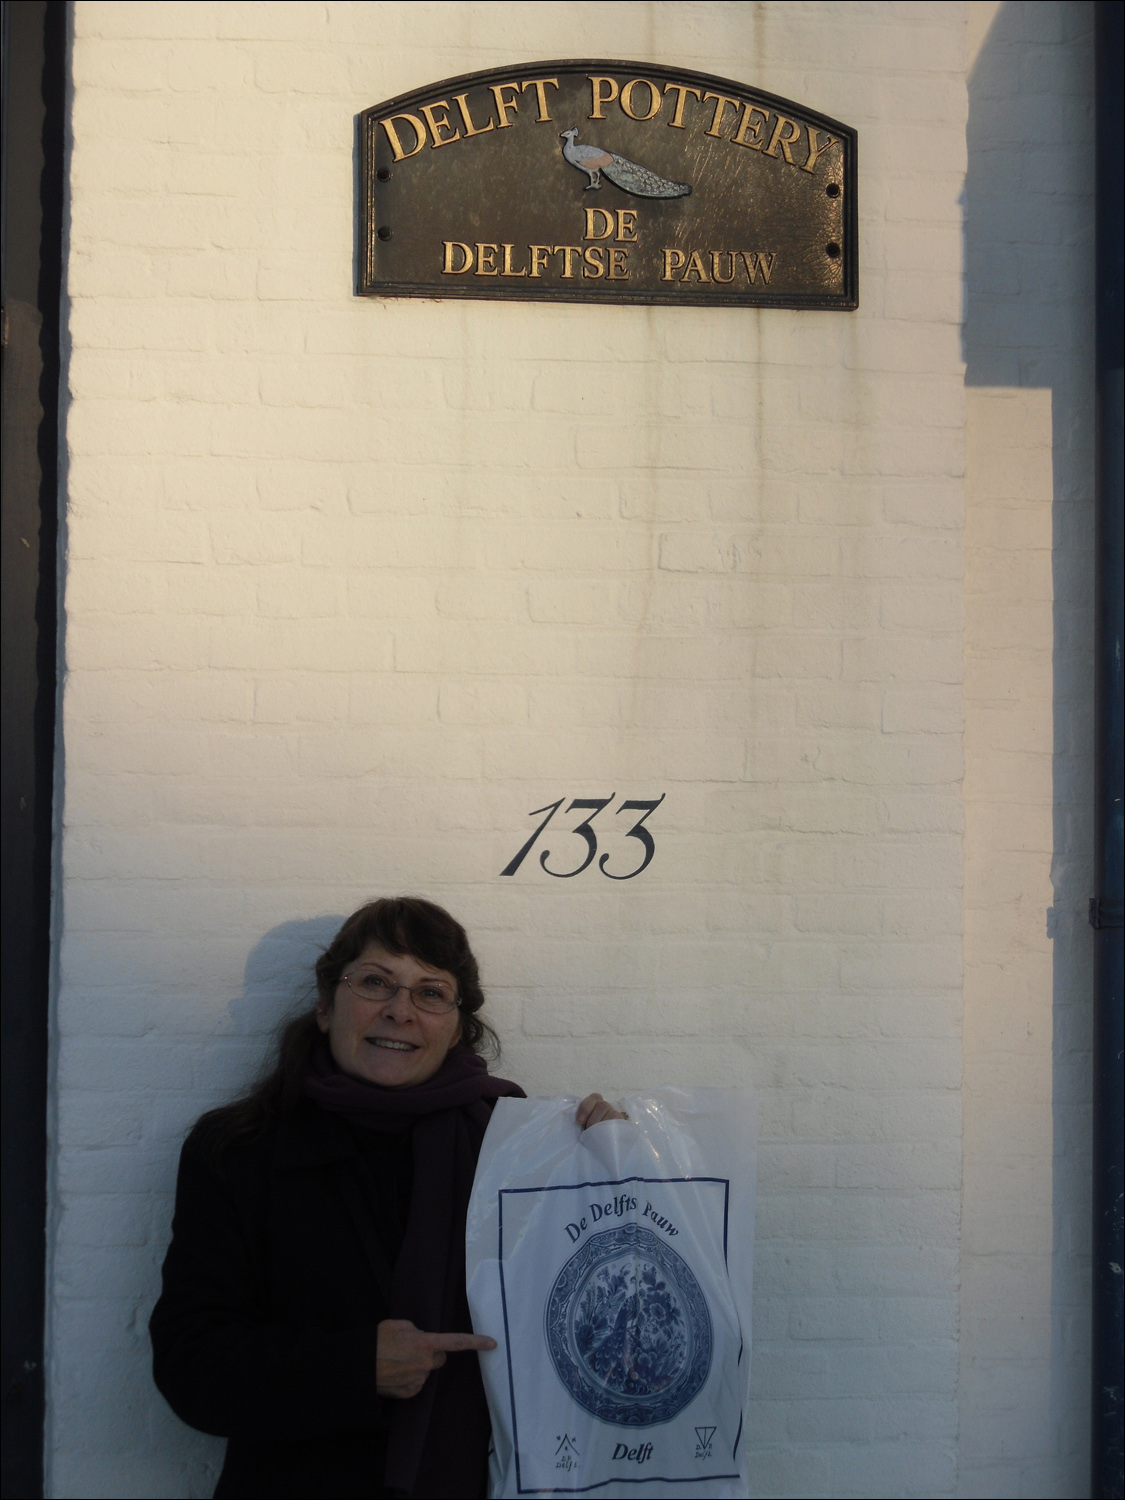 DELFT POTTERY
DE
DELFTSE PAUW
133
De Delfts Pauw
Delft